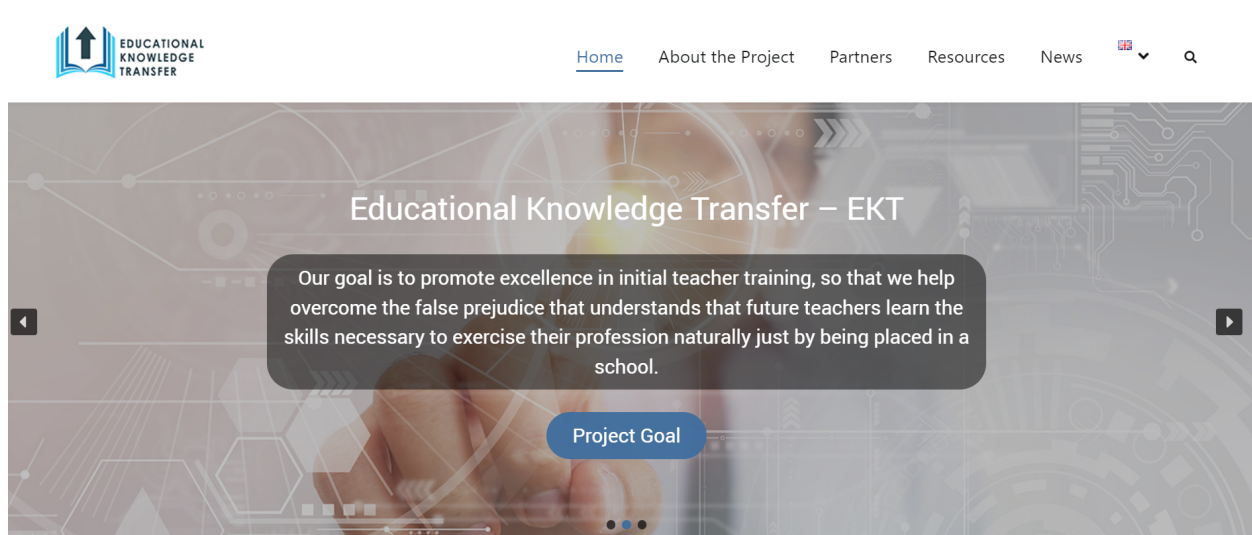 EDUCATIONAL
KNOWLEDGE
TRANSFER
Home About the Project Partners Resources News
Educational Knowledge Transfer – EKT
Our goal is to promote excellence in initial teacher training, so that we help
overcome the false prejudice that understands that future teachers learn the
skills necessary to exercise their profession naturally just by being placed in a
school.
Project Goal